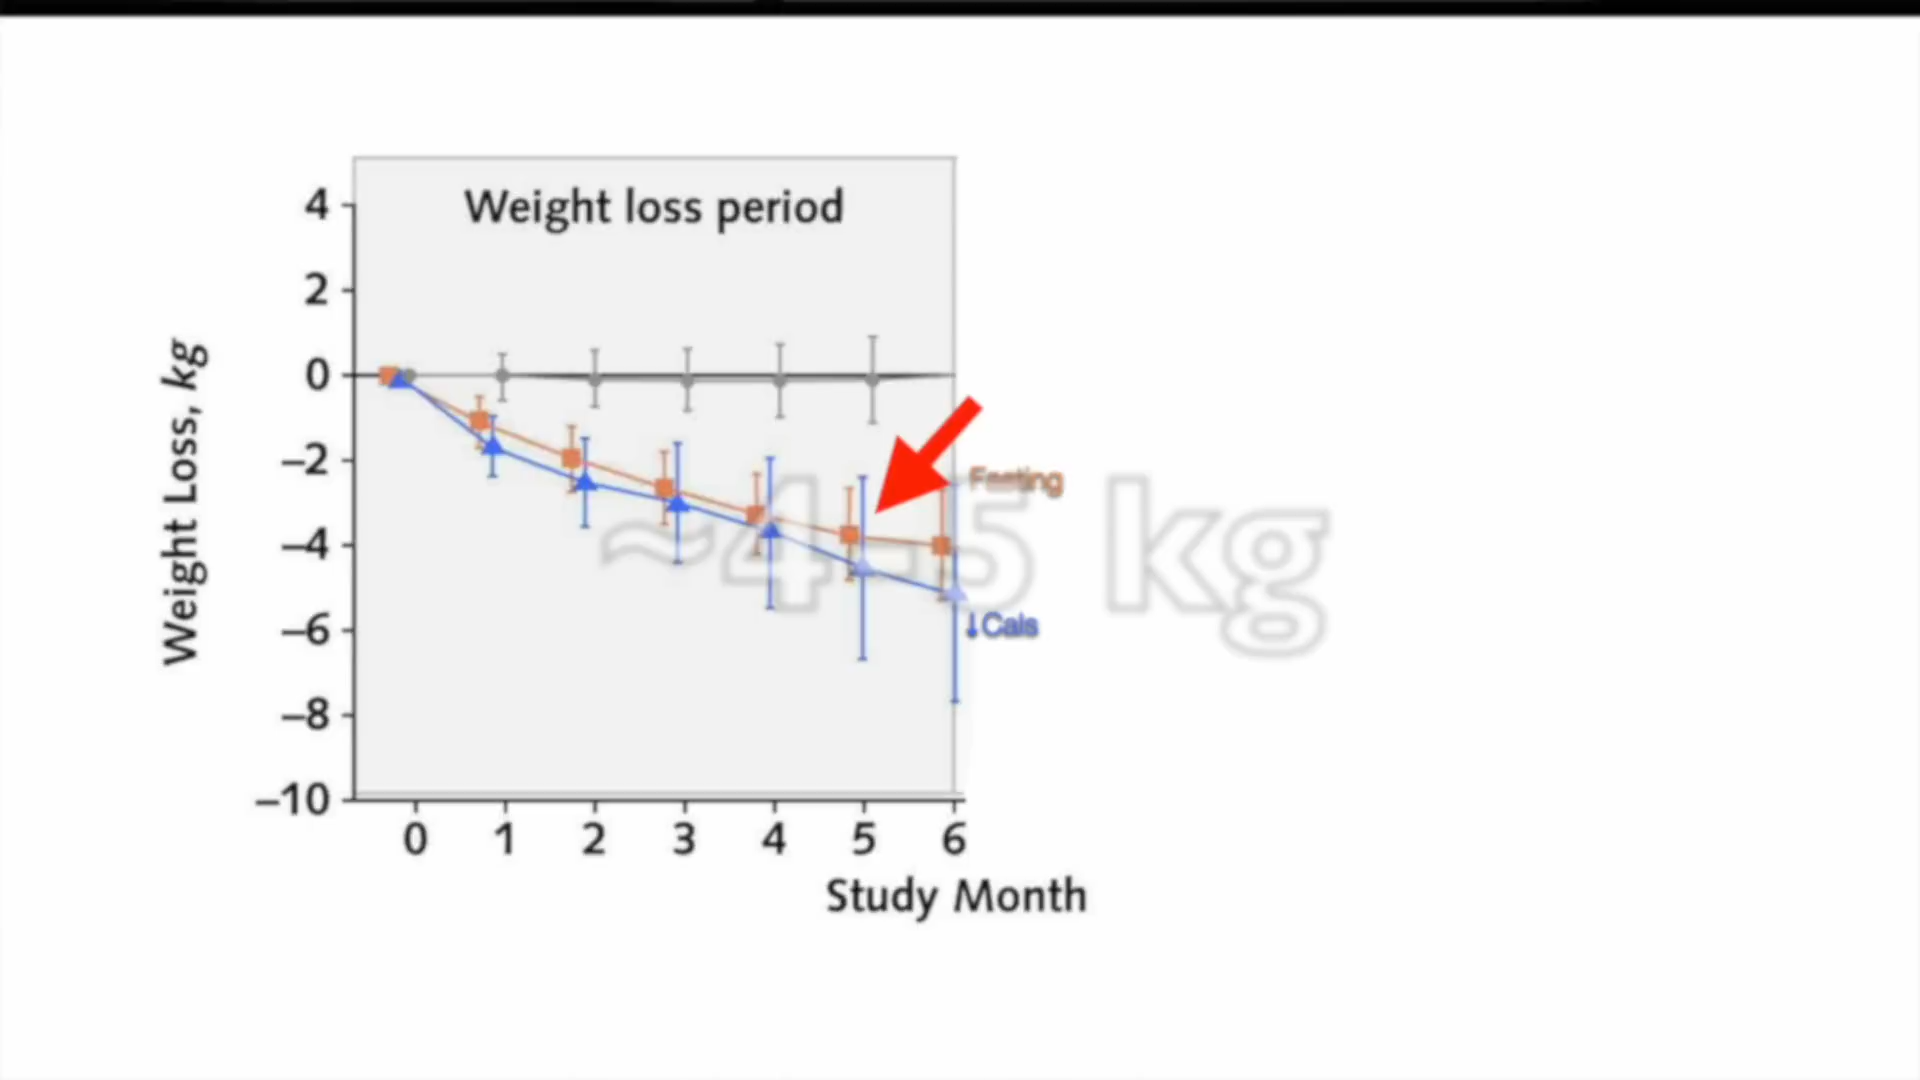 Weight loss period
4
2
0
−2
−4
−6
−8
−10
Weight Loss, kg
Fasting
≈4-5 kg
↓Cals
0 1 2 3 4 5 6
Study Month